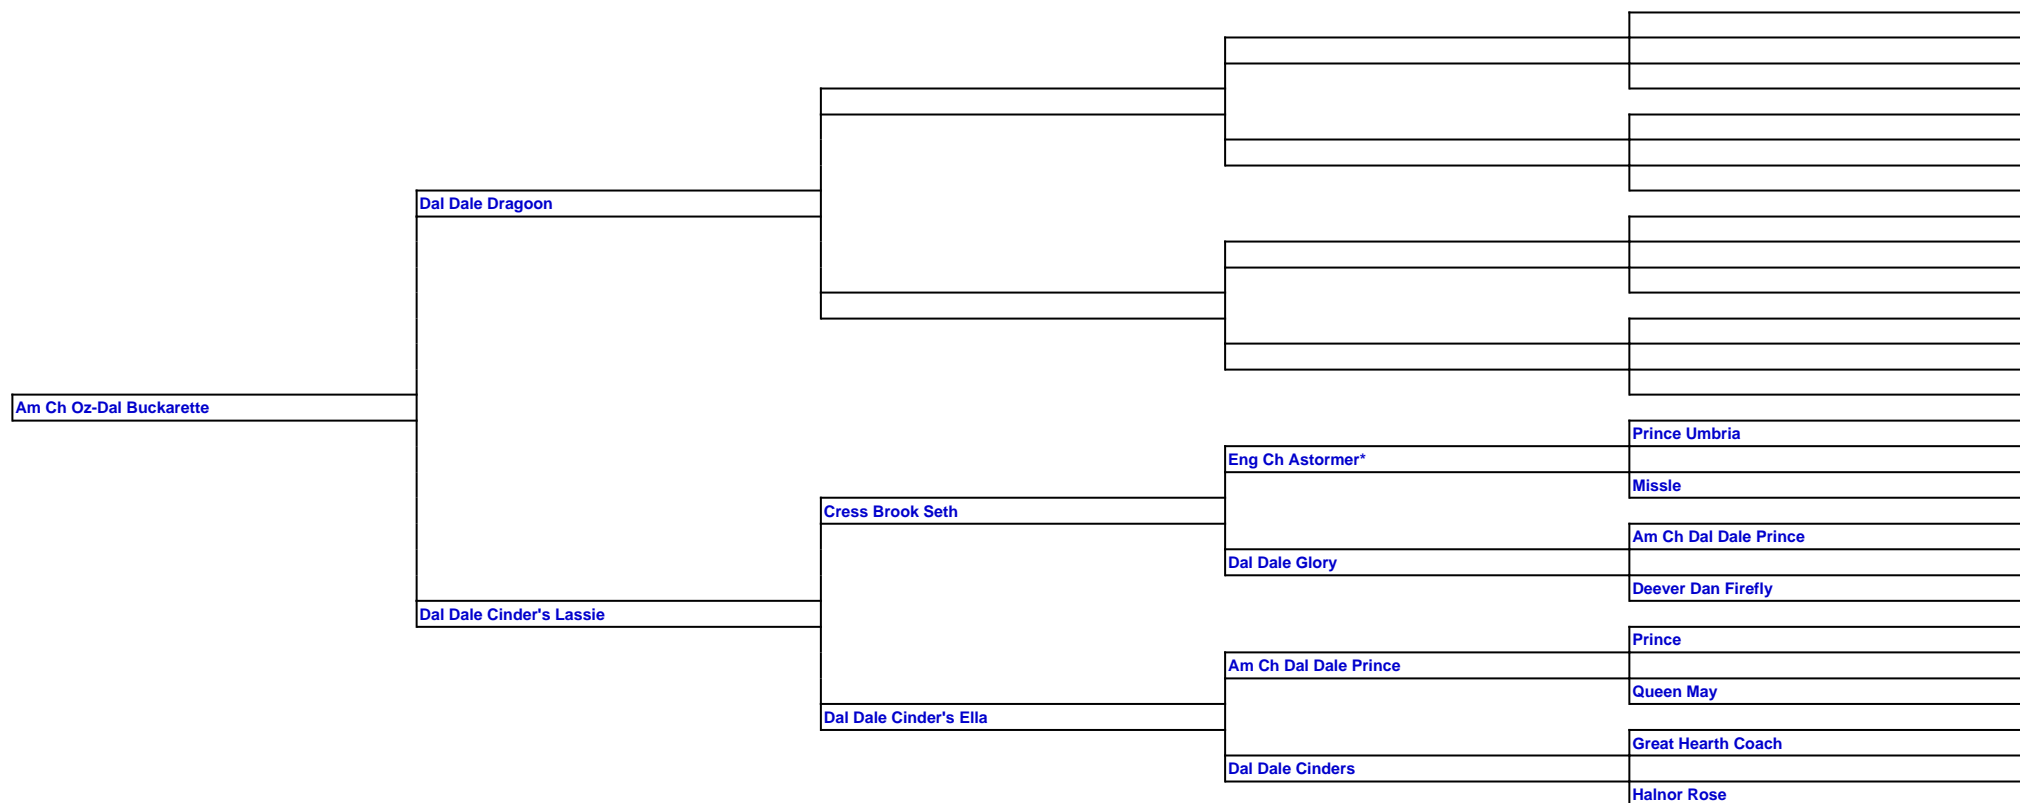 Dal Dale Dragoon
Am Ch Oz-Dal Buckarette
Prince Umbria
Eng Ch Astormer*
Missle
Cress Brook Seth
Am Ch Dal Dale Prince
Dal Dale Glory
Deever Dan Firefly
Dal Dale Cinder's Lassie
Prince
Am Ch Dal Dale Prince
Queen May
Dal Dale Cinder's Ella
Great Hearth Coach
Dal Dale Cinders
Halnor Rose